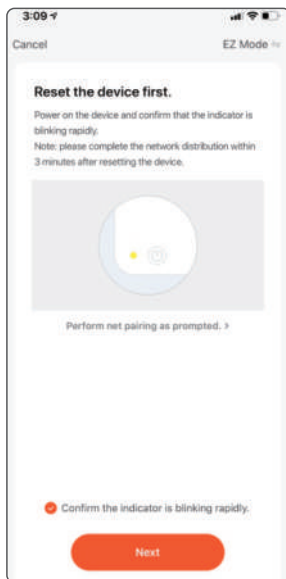 3:09
Cancel
EZ Mode
Reset the device first.
Power on the device and confirm that the indicator is
blinking rapidly.
Note: please complete the network distribution within
3 minutes after resetting the device.
Perform net pairing as prompted. >
Confirm the indicator is blinking rapidly.
Next